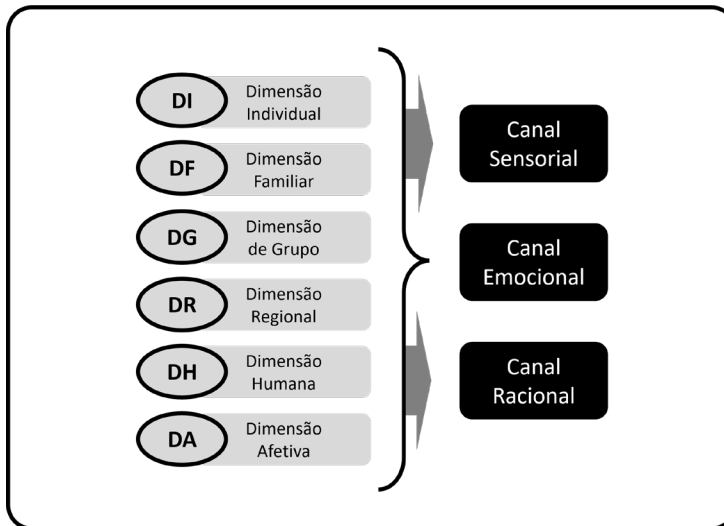 DI
Dimensão
Individual
DF
Dimensão
Familiar
DG
Dimensão
de Grupo
DR
Dimensão
Regional
DH
Dimensão
Humana
DA
Dimensão
Afetiva
Canal
Sensorial
Canal
Emocional
Canal
Racional